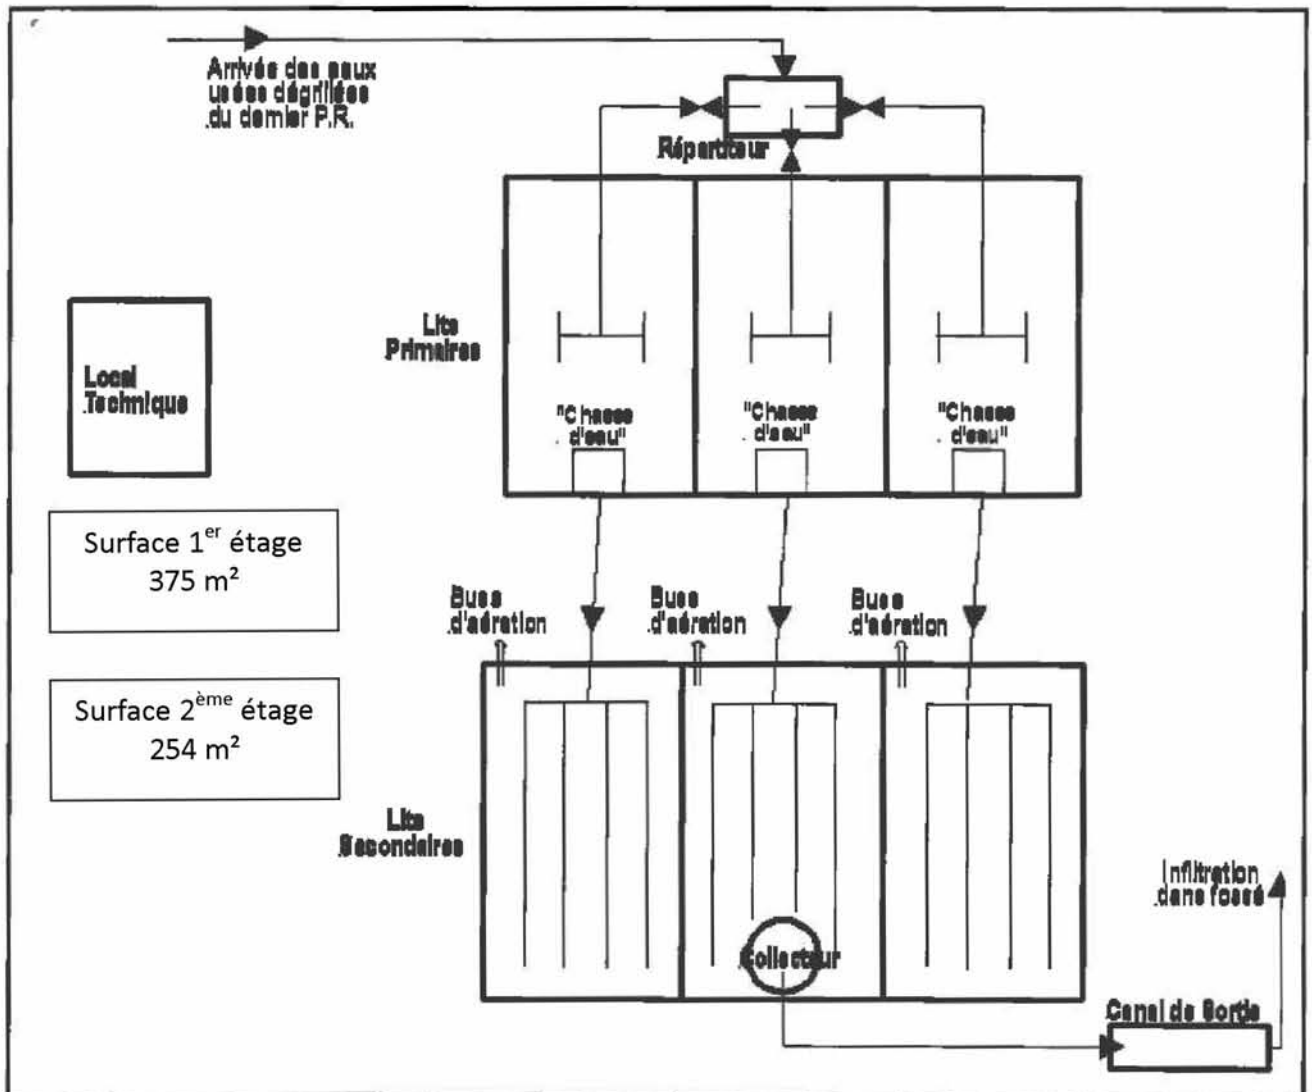 Arrivée des eaux
usées dégrillées
du dernier P.R.
Répartiteur
Lits
Primaires
Local
Technique
"Chasse
d'eau"
"Chasse
d'eau"
"Chasse
d'eau"
Surface 1er étage
375 m²
Buse
d'aération
Buse
d'aération
Buse
d'aération
Surface 2ème étage
254 m²
Lits
Secondaires
Infiltration
dans fossé
Collecteur
Canal de Sortie